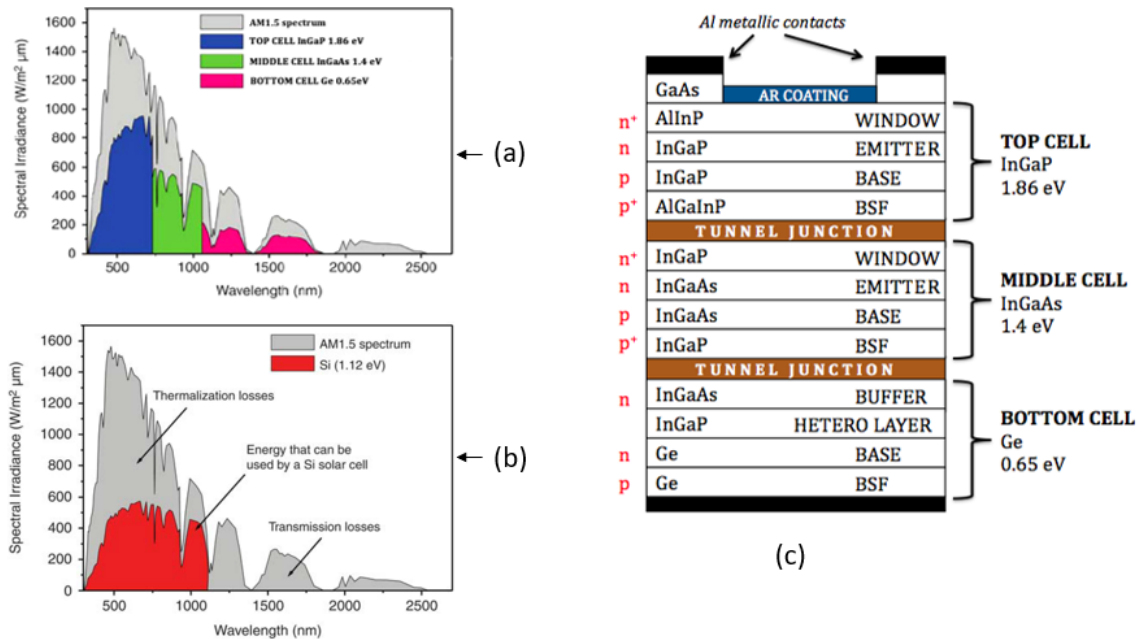 1600
1400
1200
1000
800
600
400
200
0
Spectral Irradiance (W/m² µm)
AM1.5 spectrum
TOP CELL InGaP 1.86 eV
MIDDLE CELL InGaAs 1.4 eV
BOTTOM CELL Ge 0.65eV
500 1000 1500 2000 2500
Wavelength (nm)
(a)
1600
1400
1200
1000
800
600
400
200
0
Spectral Irradiance (W/m² µm)
AM1.5 spectrum
Si (1.12 eV)
Thermalization losses
Energy that can be
used by a Si solar cell
Transmission losses
500 1000 1500 2000 2500
Wavelength (nm)
(b)
Al metallic contacts
GaAs
AR COATING
n⁺ AlInP WINDOW
n InGaP EMITTER
p InGaP BASE
p⁺ AlGaInP BSF
TOP CELL
InGaP
1.86 eV
TUNNEL JUNCTION
n⁺ InGaP WINDOW
n InGaAs EMITTER
p InGaAs BASE
p⁺ InGaP BSF
MIDDLE CELL
InGaAs
1.4 eV
TUNNEL JUNCTION
n InGaAs BUFFER
InGaP HETERO LAYER
n Ge BASE
p Ge BSF
BOTTOM CELL
Ge
0.65 eV
(c)